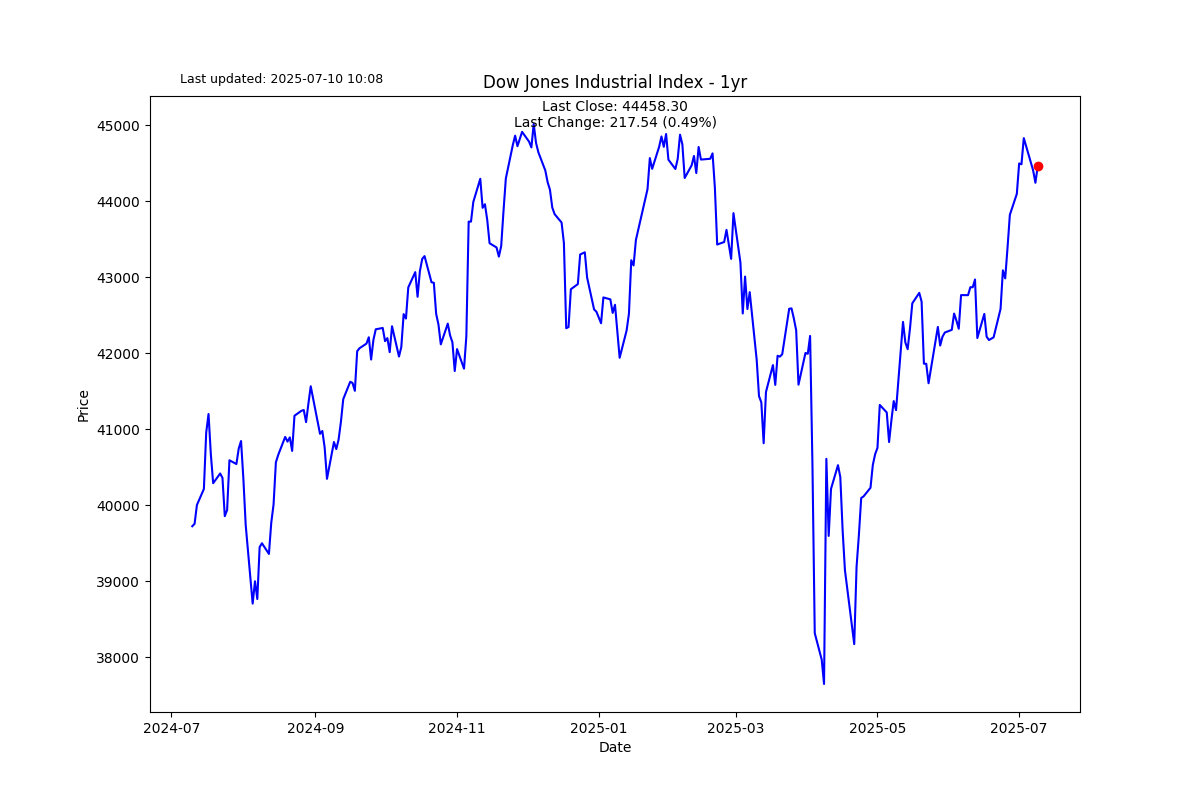 Last updated: 2025-07-10 10:08
Dow Jones Industrial Index - 1yr
Last Close: 44458.30
Last Change: 217.54 (0.49%)
45000
44000
43000
42000
41000
40000
39000
38000
Price
2024-07
2024-09
2024-11
2025-01
2025-03
2025-05
2025-07
Date